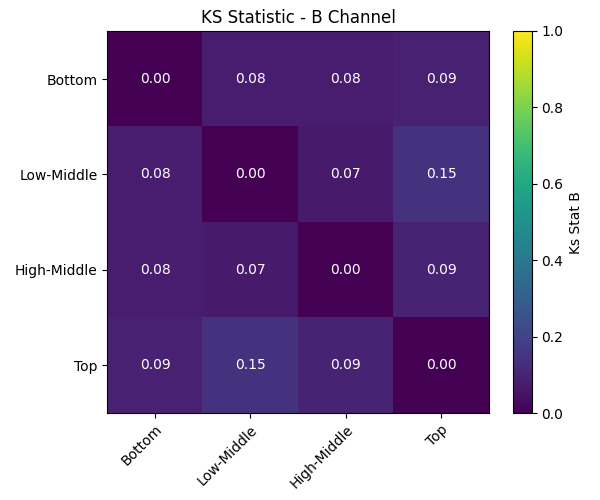 KS Statistic - B Channel
Bottom 0.00 0.08 0.08 0.09
Low-Middle 0.08 0.00 0.07 0.15
High-Middle 0.08 0.07 0.00 0.09
Top 0.09 0.15 0.09 0.00
Bottom Low-Middle High-Middle Top
1.0
0.8
0.6
0.4
0.2
0.0
Ks Stat B